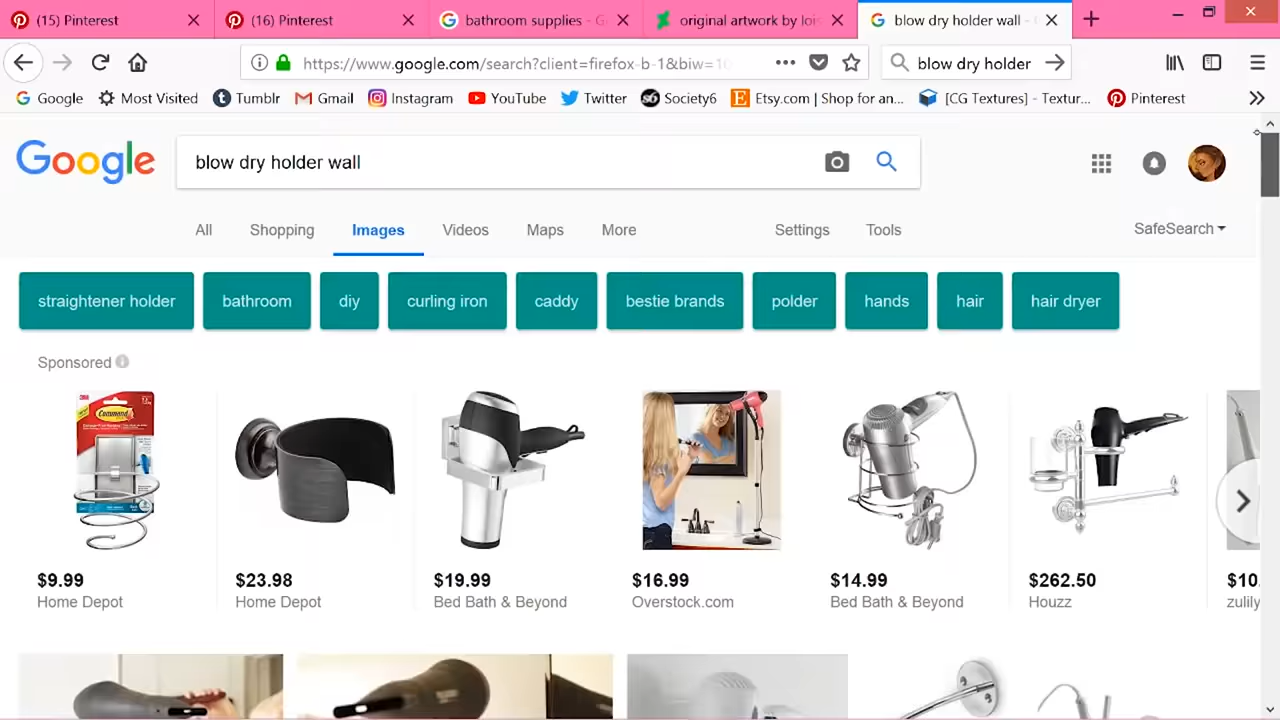 (15) Pinterest
(16) Pinterest
bathroom supplies - G
original artwork by lois
blow dry holder wall -
https://www.google.com/search?client=firefox-b-1&biw=10
blow dry holder
Google
Most Visited
Tumblr
Gmail
Instagram
YouTube
Twitter
Society6
Etsy.com | Shop for an...
[CG Textures] - Textur...
Pinterest
Google
blow dry holder wall
All
Shopping
Images
Videos
Maps
More
Settings
Tools
SafeSearch
straightener holder
bathroom
diy
curling iron
caddy
bestie brands
polder
hands
hair
hair dryer
Sponsored
Command
$9.99
Home Depot
$23.98
Home Depot
$19.99
Bed Bath & Beyond
$16.99
Overstock.com
$14.99
Bed Bath & Beyond
$262.50
Houzz
$10
zulily